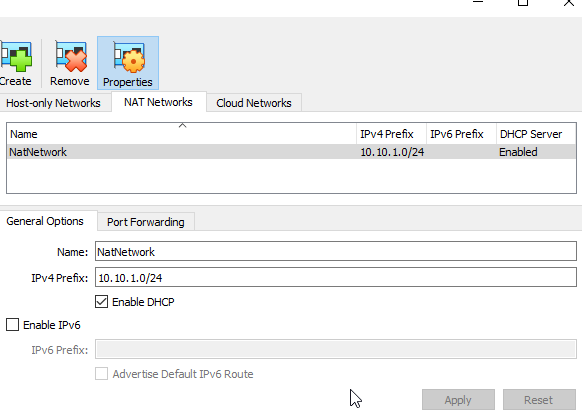 Create Remove Properties
Host-only Networks NAT Networks Cloud Networks
Name IPv4 Prefix IPv6 Prefix DHCP Server
NatNetwork 10.10.1.0/24 Enabled
General Options Port Forwarding
Name: NatNetwork
IPv4 Prefix: 10.10.1.0/24
Enable DHCP
Enable IPv6
IPv6 Prefix:
Advertise Default IPv6 Route
Apply Reset